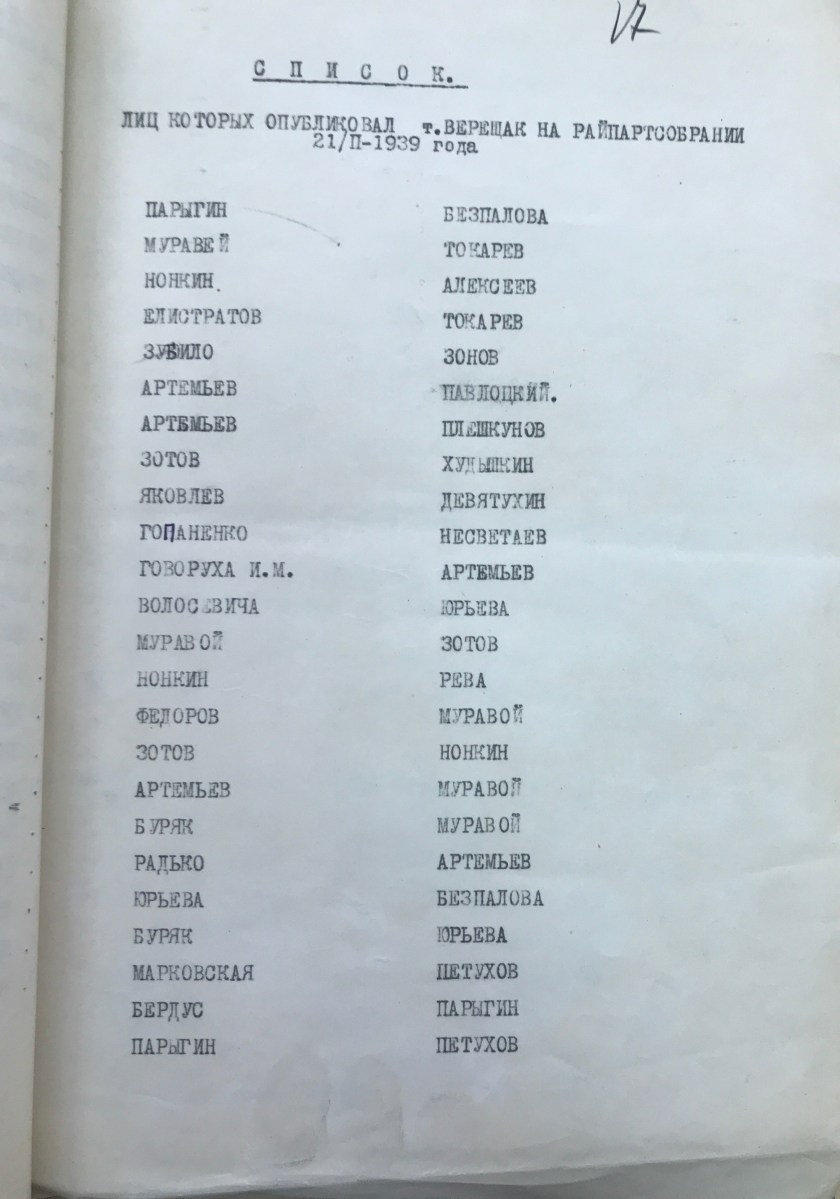 17
С П И С О К.
ЛИЦ КОТОРЫХ ОПУБЛИКОВАЛ т.ВЕРЕЩАК НА РАЙПАРТСОБРАНИИ
21/П-1939 года
ПАРЫГИН
МУРАВЕЙ
НОНКИН.
ЕЛИСТРАТОВ
ЗУБИЛО
АРТЕМЬЕВ
АРТЕМЬЕВ
ЗОТОВ
ЯКОВЛЕВ
ГОПАНЕНКО
ГОВОРУХА И.М.
ВОЛОСЕВИЧА
МУРАВОЙ
НОНКИН
ФЕДОРОВ
ЗОТОВ
АРТЕМЬЕВ
БУРЯК
РАДЬКО
ЮРЬЕВА
БУРЯК
МАРКОВСКАЯ
БЕРДУС
ПАРЫГИН
БЕЗПАЛОВА
ТОКАРЕВ
АЛЕКСЕЕВ
ТОКАРЕВ
ЗОНОВ
ПАВЛОЦКИЙ.
ПЛЕШКУНОВ
ХУДЫШКИН
ДЕВЯТУХИН
НЕСВЕТАЕВ
АРТЕМЬЕВ
ЮРЬЕВА
ЗОТОВ
РЕВА
МУРАВОЙ
НОНКИН
МУРАВОЙ
МУРАВОЙ
АРТЕМЬЕВ
БЕЗПАЛОВА
ЮРЬЕВА
ПЕТУХОВ
ПАРЫГИН
ПЕТУХОВ